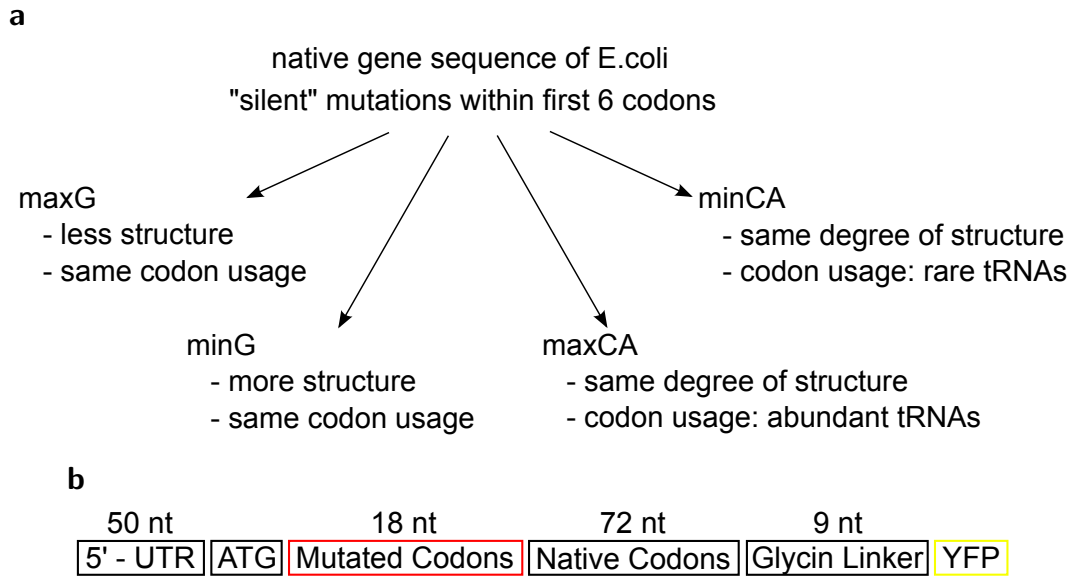 a
native gene sequence of E.coli
"silent" mutations within first 6 codons
maxG
- less structure
- same codon usage
minCA
- same degree of structure
- codon usage: rare tRNAs
minG
- more structure
- same codon usage
maxCA
- same degree of structure
- codon usage: abundant tRNAs
b
50 nt 18 nt 72 nt 9 nt
5' - UTR ATG Mutated Codons Native Codons Glycin Linker YFP